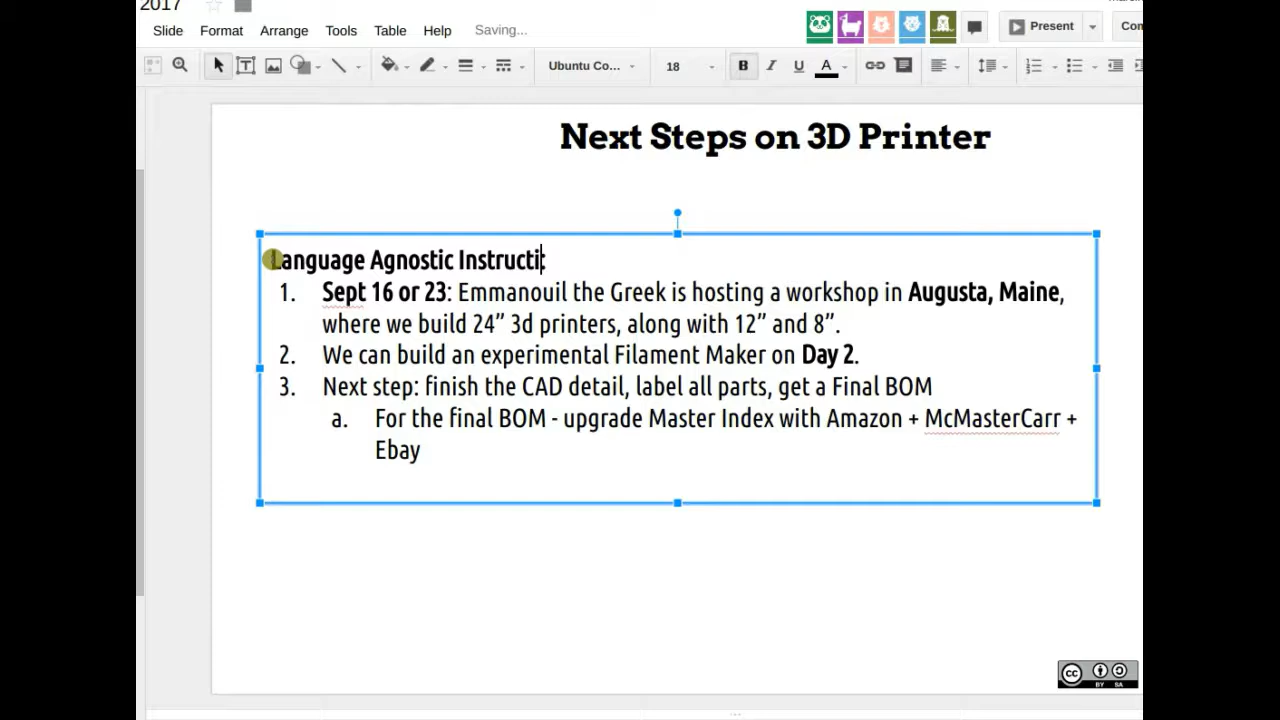 2017
Slide Format Arrange Tools Table Help Saving...
Present
Ubuntu Co... 18 B I U A
Next Steps on 3D Printer
Language Agnostic Instructi:
1. Sept 16 or 23: Emmanouil the Greek is hosting a workshop in Augusta, Maine,
where we build 24” 3d printers, along with 12” and 8”.
2. We can build an experimental Filament Maker on Day 2.
3. Next step: finish the CAD detail, label all parts, get a Final BOM
a. For the final BOM - upgrade Master Index with Amazon + McMasterCarr +
Ebay
cc BY SA